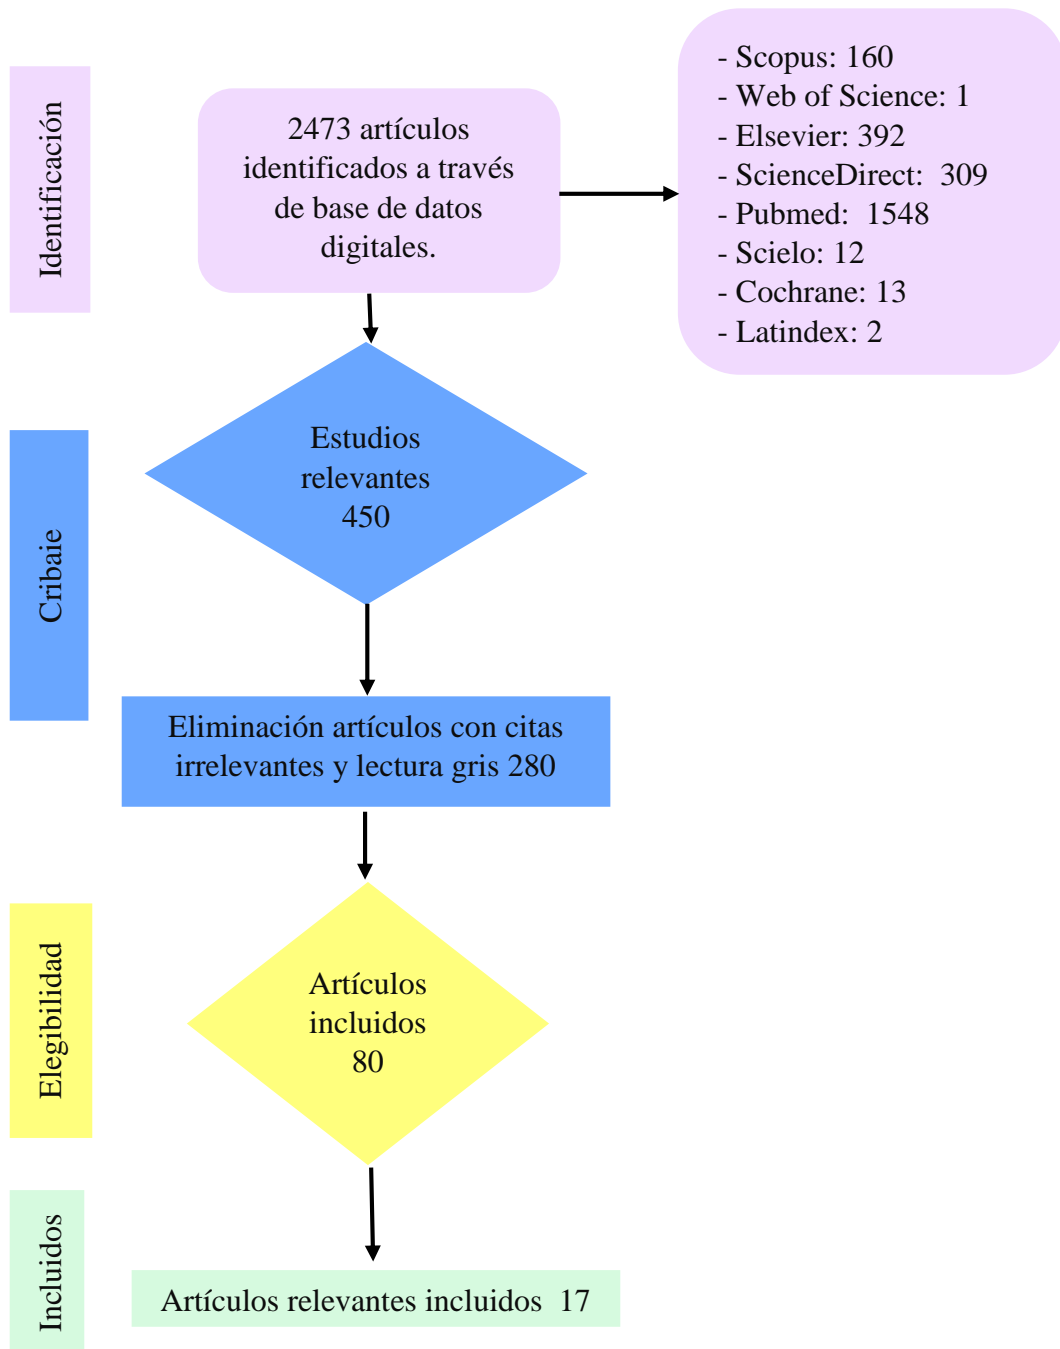 Identificación
2473 artículos
identificados a través
de base de datos
digitales.
- Scopus: 160
- Web of Science: 1
- Elsevier: 392
- ScienceDirect: 309
- Pubmed: 1548
- Scielo: 12
- Cochrane: 13
- Latindex: 2
Cribaie
Estudios
relevantes
450
Eliminación artículos con citas
irrelevantes y lectura gris 280
Elegibilidad
Artículos
incluidos
80
Incluidos
Artículos relevantes incluidos 17